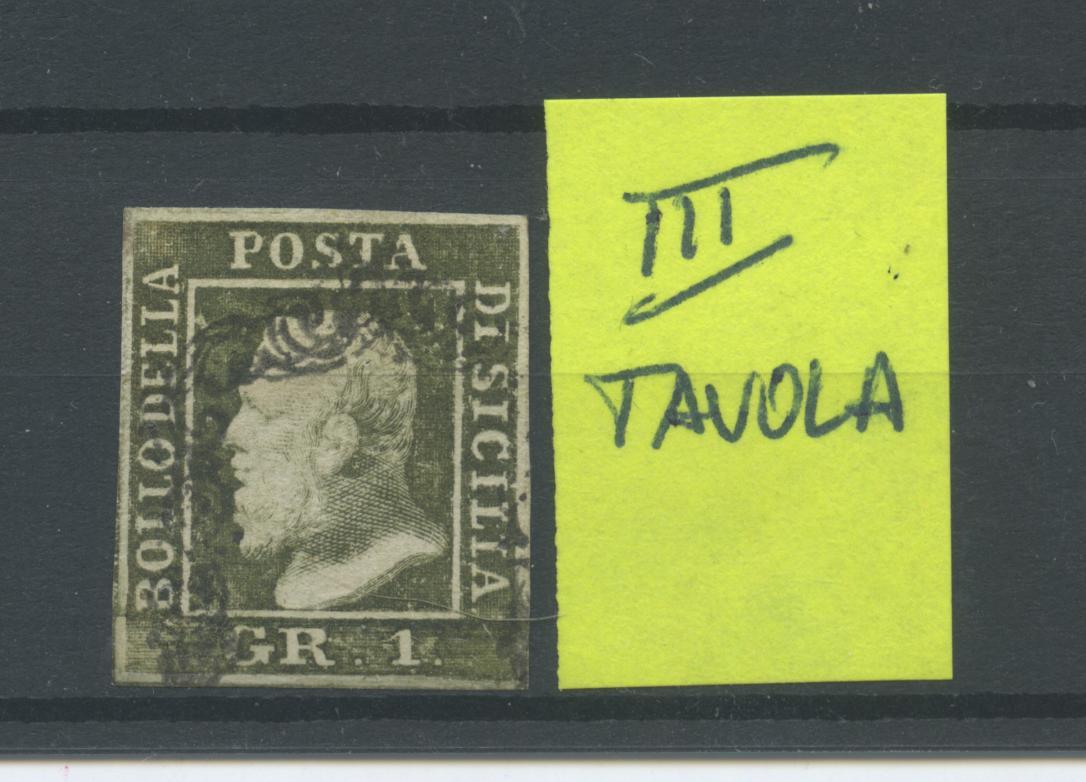 POSTA
BOLLO DELLA
DI SICILIA
GR. 1.
III
TAVOLA